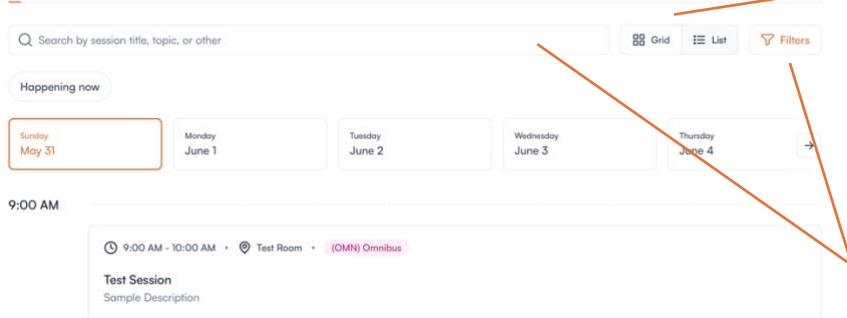 Search by session title, topic, or other
Grid
List
Filters
Happening now
Sunday
May 31
Monday
June 1
Tuesday
June 2
Wednesday
June 3
Thursday
June 4
9:00 AM
9:00 AM - 10:00 AM • Test Room • (OMN) Omnibus
Test Session
Sample Description